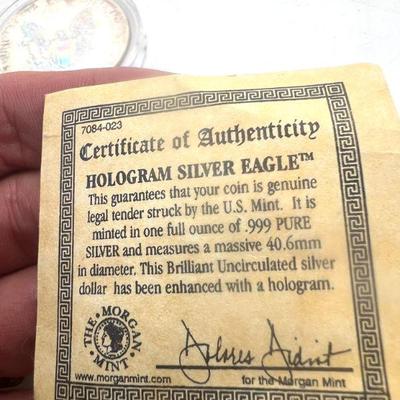 7084-023
Certificate of Authenticity
HOLOGRAM SILVER EAGLE™
This guarantees that your coin is genuine
legal tender struck by the U.S. Mint. It is
minted in one full ounce of .999 PURE
SILVER and measures a massive 40.6mm
in diameter. This Brilliant Uncirculated silver
dollar has been enhanced with a hologram.
THE MORGAN MINT
www.morganmint.com
for the Morgan Mint